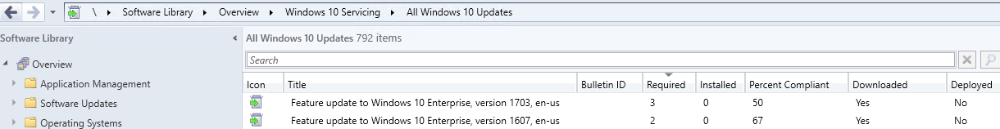 \ Software Library Overview Windows 10 Servicing All Windows 10 Updates
Software Library
All Windows 10 Updates 792 items
Search
Overview
Application Management
Software Updates
Operating Systems
Icon Title Bulletin ID Required Installed Percent Compliant Downloaded Deployed
Feature update to Windows 10 Enterprise, version 1703, en-us 3 0 50 Yes No
Feature update to Windows 10 Enterprise, version 1607, en-us 2 0 67 Yes No